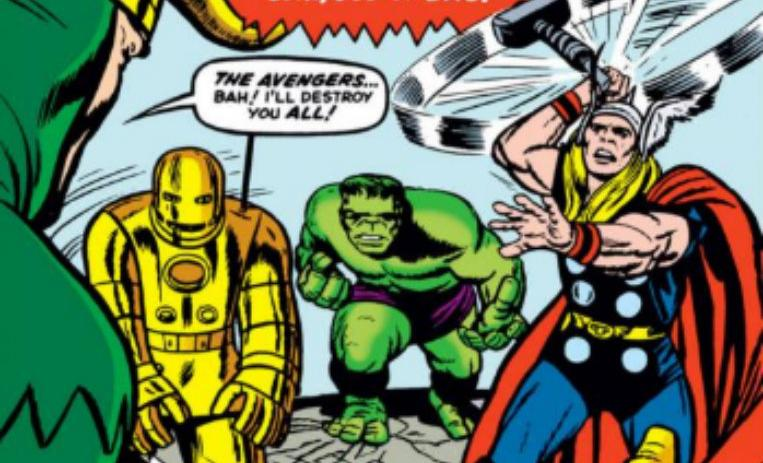 THE AVENGERS...
BAH! I'LL DESTROY
YOU ALL!